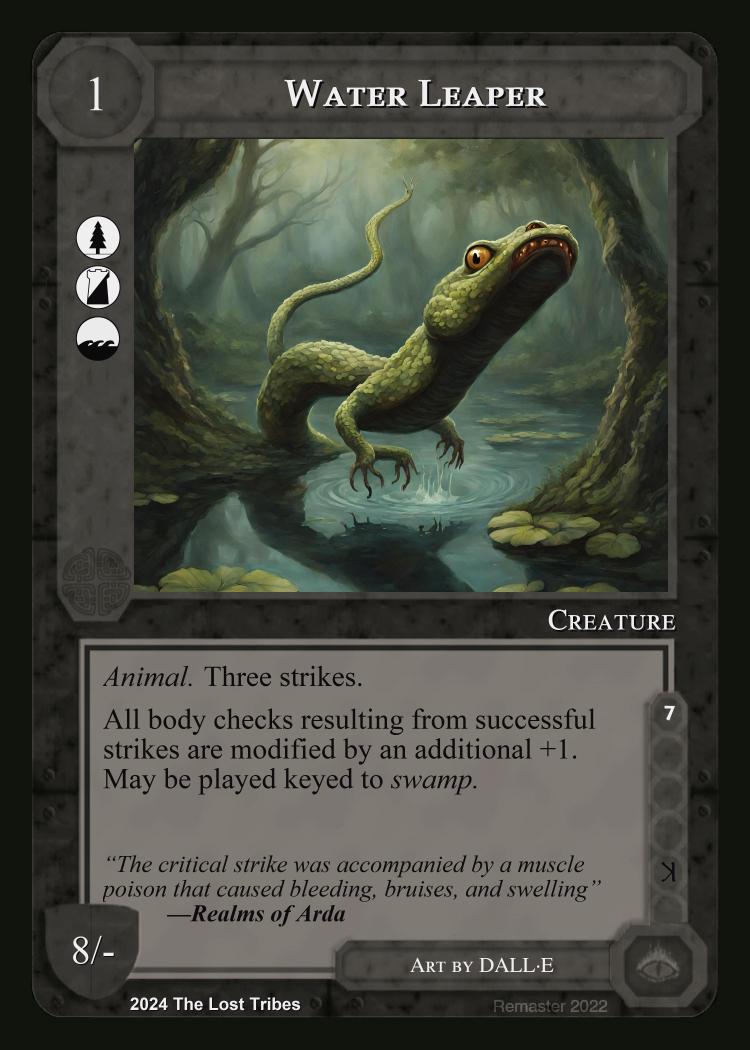 1
WATER LEAPER
CREATURE
Animal. Three strikes.
All body checks resulting from successful
strikes are modified by an additional +1.
May be played keyed to swamp.
7
“The critical strike was accompanied by a muscle
poison that caused bleeding, bruises, and swelling”
—Realms of Arda
8/-
ART BY DALL·E
2024 The Lost Tribes
Remaster 2022